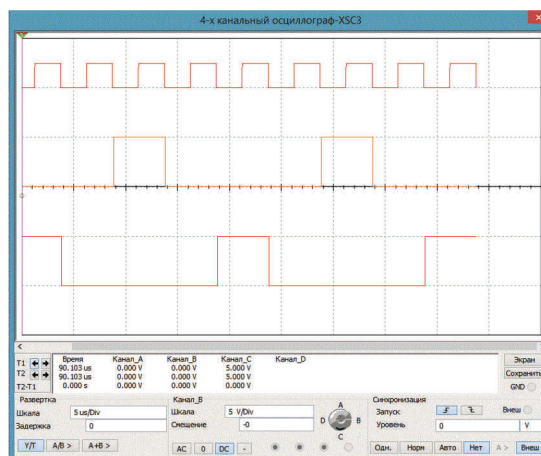 4-х канальный осциллограф-XSC3
T1
T2
T2-T1
Время Канал_A Канал_B Канал_C Канал_D
90.103 us 0.000 V 0.000 V 5.000 V
90.103 us 0.000 V 0.000 V 5.000 V
0.000 s 0.000 V 0.000 V 0.000 V
Экран
Сохранить
GND
Развертка
Шкала 5 us/Div
Задержка 0
Y/T A/B > A+B >
Канал_B
Шкала 5 V/Div
Смещение -0
AC 0 DC -
A
B
C
D
Синхронизация
Запуск: Внеш
Уровень 0 V
Одн. Норм Авто Нет A > Внеш